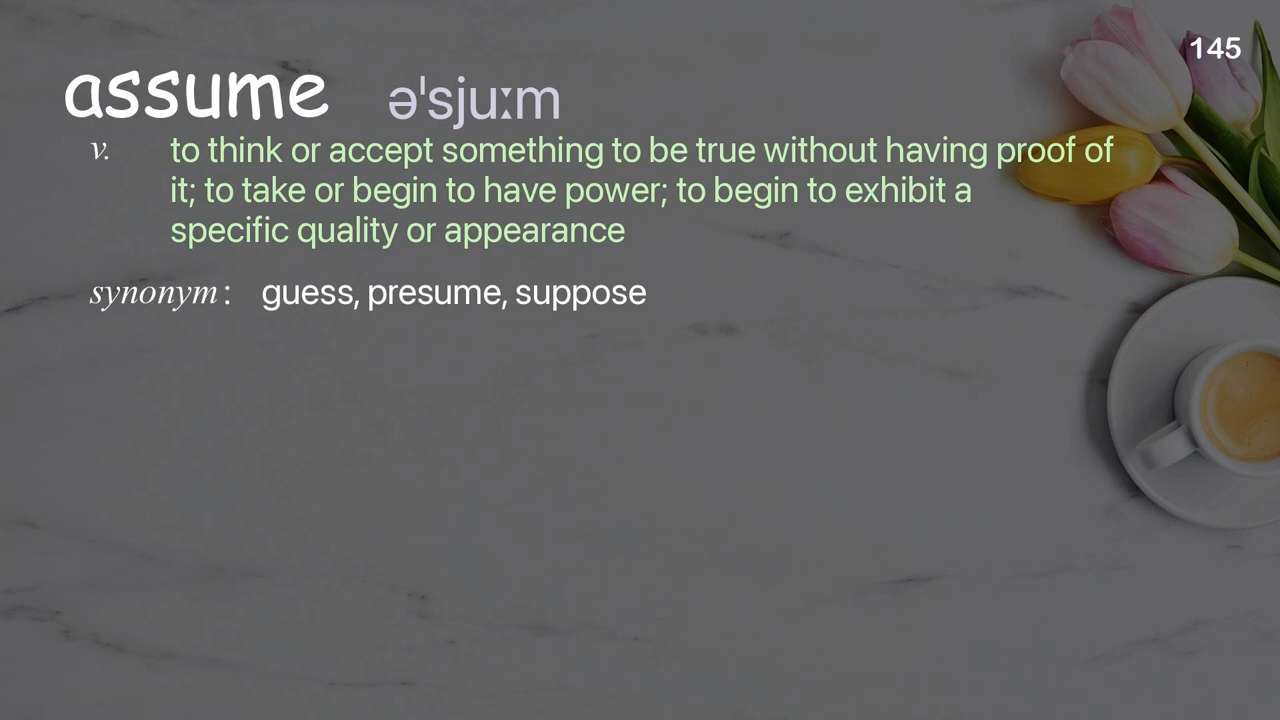 145
assume əˈsjuːm
v. to think or accept something to be true without having proof of
it; to take or begin to have power; to begin to exhibit a
specific quality or appearance
synonym: guess, presume, suppose